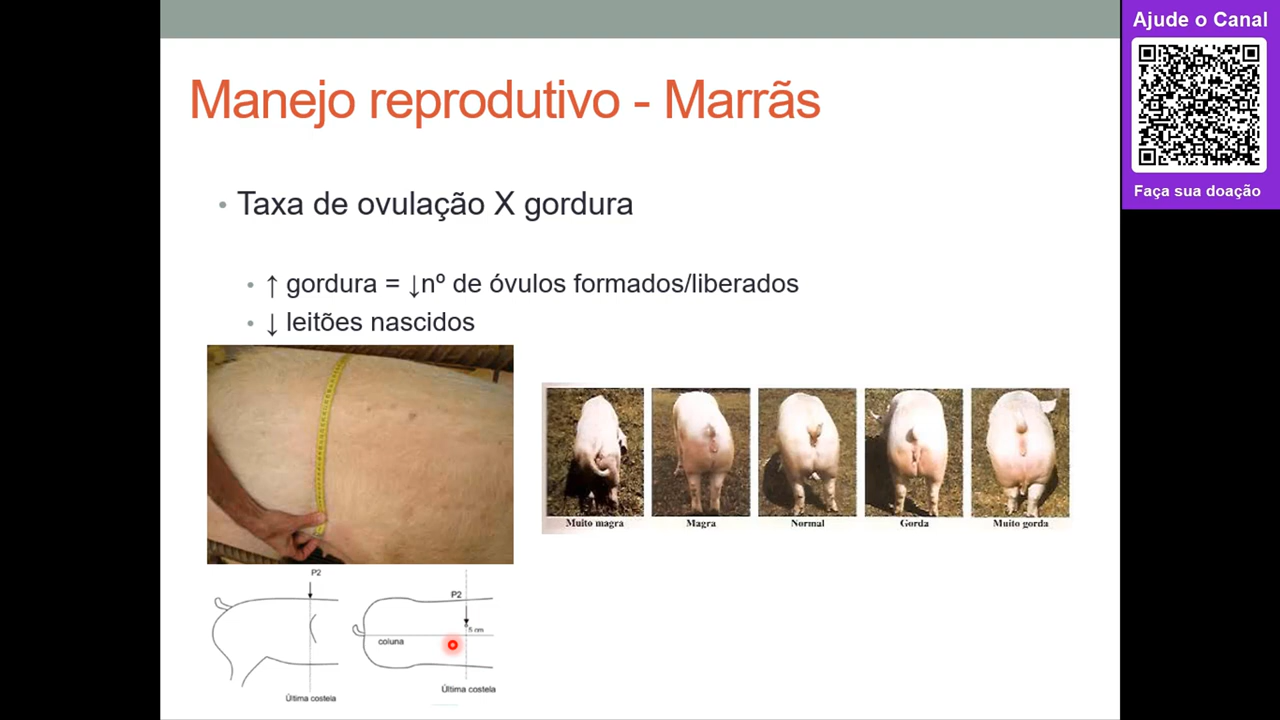 Ajude o Canal
Faça sua doação
Manejo reprodutivo - Marrãs
• Taxa de ovulação X gordura
• ↑ gordura = ↓nº de óvulos formados/liberados
• ↓ leitões nascidos
Muito magra
Magra
Normal
Gorda
Muito gorda
P2
P2
5 cm
coluna
Última costela
Última costela